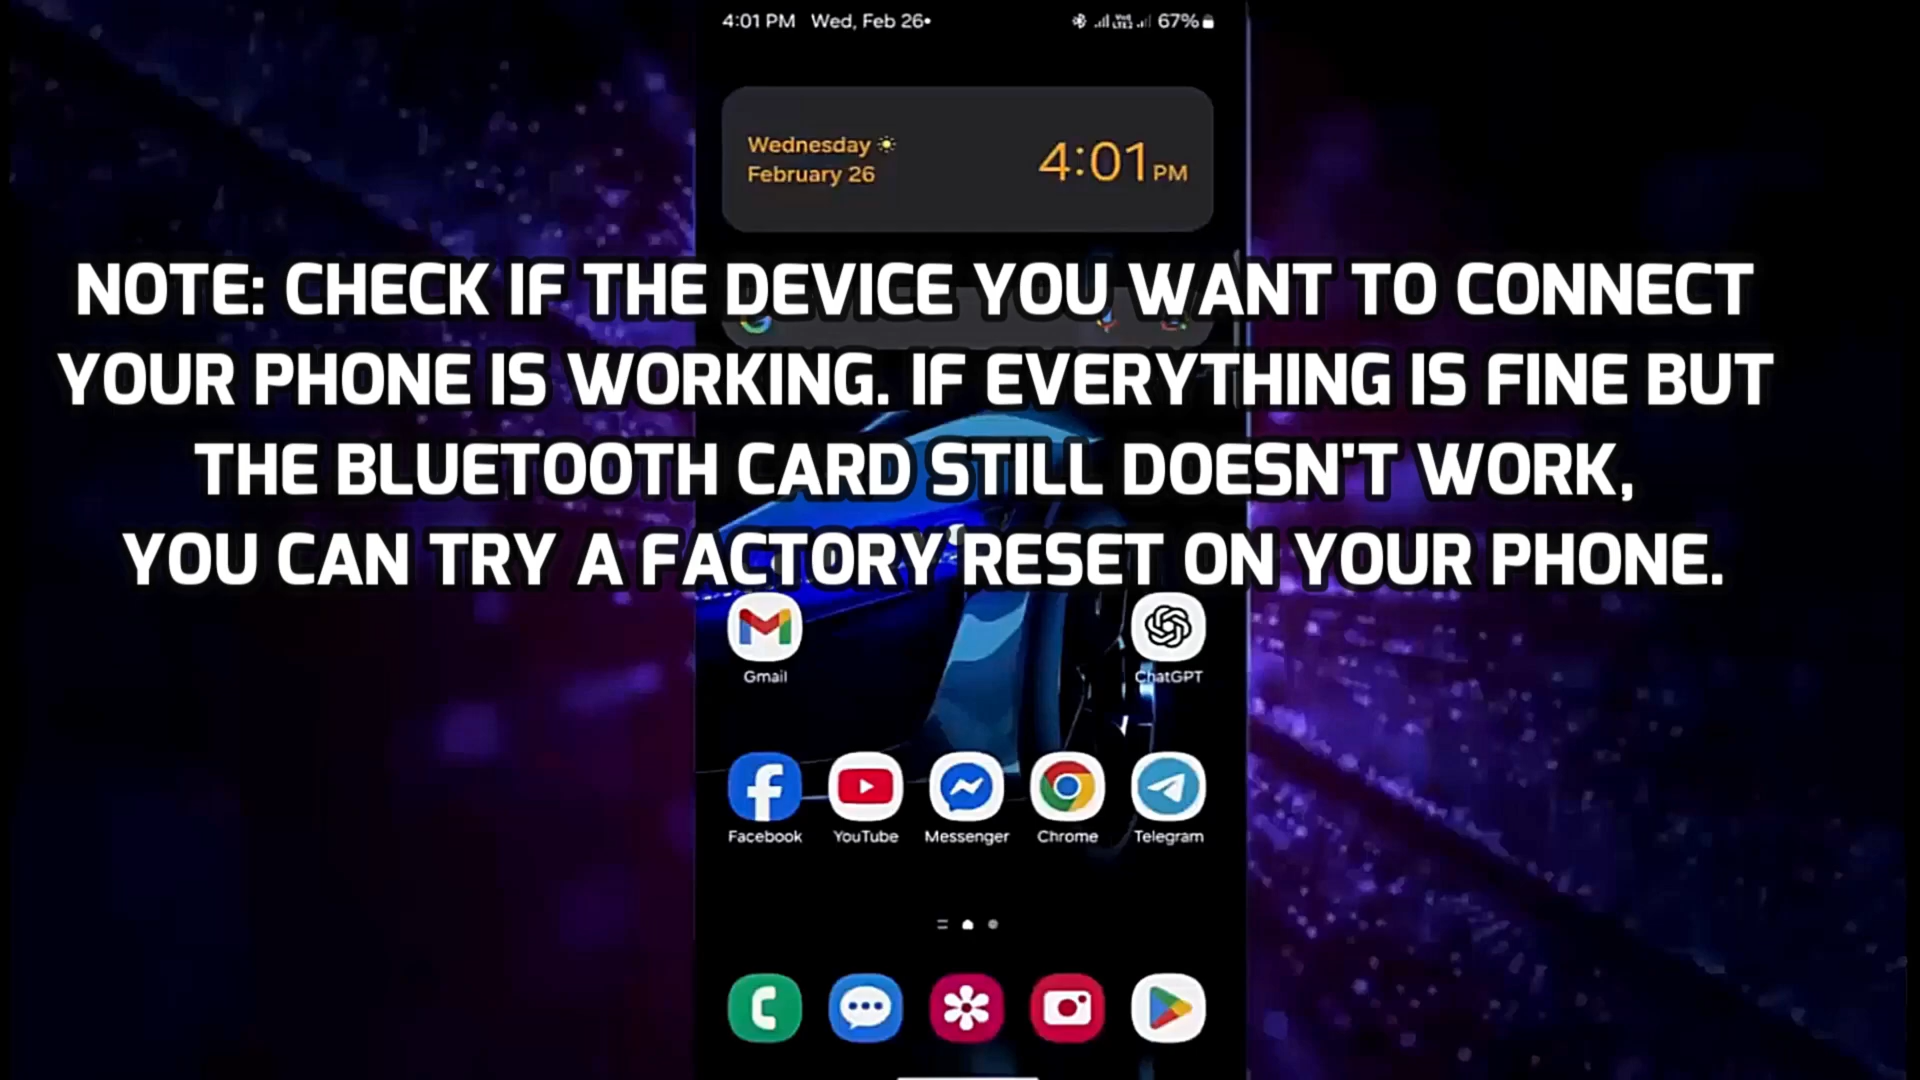 4:01 PM Wed, Feb 26• 67%
Wednesday
February 26
4:01 PM
NOTE: CHECK IF THE DEVICE YOU WANT TO CONNECT
YOUR PHONE IS WORKING. IF EVERYTHING IS FINE BUT
THE BLUETOOTH CARD STILL DOESN'T WORK,
YOU CAN TRY A FACTORY RESET ON YOUR PHONE.
Gmail ChatGPT
Facebook YouTube Messenger Chrome Telegram